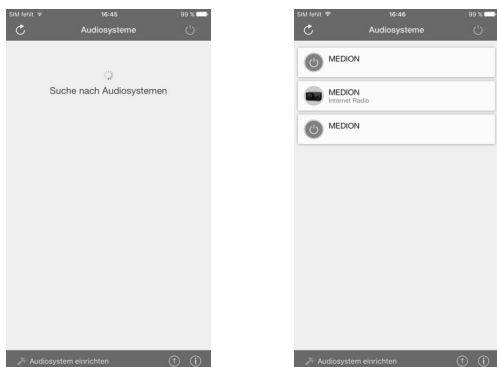 SIM fehlt 16:45 99 %
Audiosysteme
Suche nach Audiosystemen
Audiosystem einrichten
SIM fehlt 16:46 99 %
Audiosysteme
MEDION
MEDION
Internet Radio
MEDION
Audiosystem einrichten